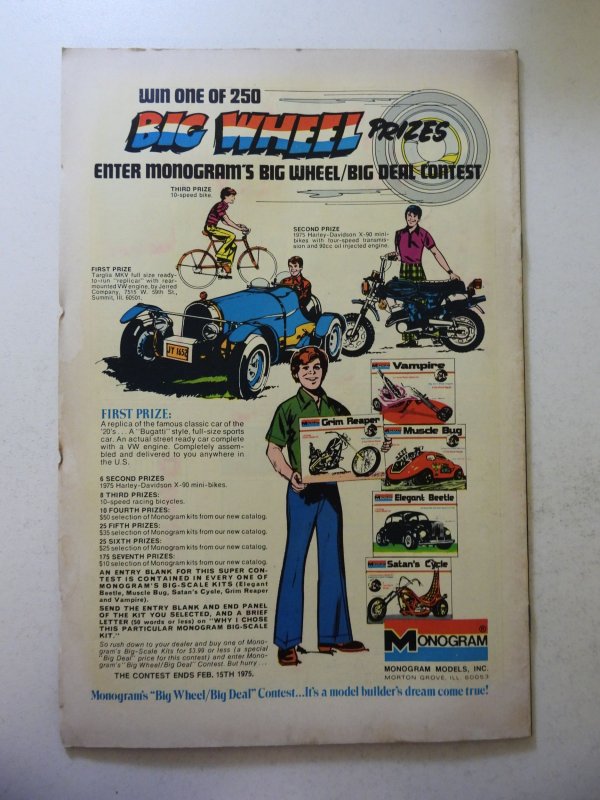 WIN ONE OF 250
BIG WHEEL PRIZES
ENTER MONOGRAM'S BIG WHEEL/BIG DEAL CONTEST
THIRD PRIZE
10-speed bike.
SECOND PRIZE
1975 Harley-Davidson X-90 mini-
bikes with four-speed transmis-
sion and 90cc oil injected engine.
FIRST PRIZE
Targlia MKV full size ready-
to-run "replicar" with rear-
mounted VW engine, by Jerred
Company, 7515 W. 59th St.,
Summit, Ill. 60501.
UY 1652
FIRST PRIZE:
A replica of the famous classic car of the
'20's . . . A "Bugatti" style, full-size sports
car. An actual street ready car complete
with a VW engine. Completely assem-
bled and delivered to you anywhere in
the U.S.
6 SECOND PRIZES
1975 Harley-Davidson X-90 mini-bikes.
8 THIRD PRIZES:
10-speed racing bicycles.
10 FOURTH PRIZES:
$50 selection of Monogram kits from our new catalog.
25 FIFTH PRIZES:
$35 selection of Monogram kits from our new catalog.
25 SIXTH PRIZES:
$25 selection of Monogram kits from our new catalog.
175 SEVENTH PRIZES:
$10 selection of Monogram kits from our new catalog.
AN ENTRY BLANK FOR THIS SUPER CON-
TEST IS CONTAINED IN EVERY ONE OF
MONOGRAM'S BIG-SCALE KITS (Elegant
Beetle, Muscle Bug, Satan's Cycle, Grim Reaper
and Vampire).
SEND THE ENTRY BLANK AND END PANEL
OF THE KIT YOU SELECTED, AND A BRIEF
LETTER (50 words or less) on "WHY I CHOSE
THIS PARTICULAR MONOGRAM BIG-SCALE
KIT."
So rush down to your dealer and buy one of Mono-
gram's Big-Scale Kits for $3.99 or less (a special
"Big Deal" price for this contest) and enter Mono-
gram's "Big Wheel/Big Deal" Contest. But hurry . . .
THE CONTEST ENDS FEB. 15TH 1975.
Vampire
Grim Reaper
Muscle Bug
Elegant Beetle
Satan's Cycle
MONOGRAM®
MONOGRAM MODELS, INC.
MORTON GROVE, ILL. 60053
Monogram's "Big Wheel/Big Deal" Contest...It's a model builder's dream come true!